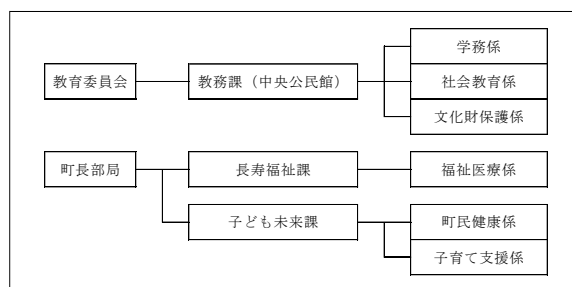 教育委員会
教務課（中央公民館）
学務係
社会教育係
文化財保護係
町長部局
長寿福祉課
福祉医療係
子ども未来課
町民健康係
子育て支援係